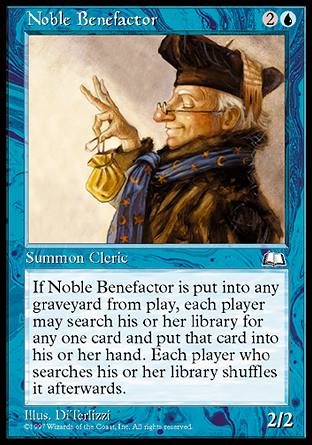 Noble Benefactor 2
Summon Cleric
If Noble Benefactor is put into any
graveyard from play, each player
may search his or her library for
any one card and put that card into
his or her hand. Each player who
searches his or her library shuffles
it afterwards.
Illus. DiTerlizzi
©1997 Wizards of the Coast, Inc. All rights reserved.
2/2